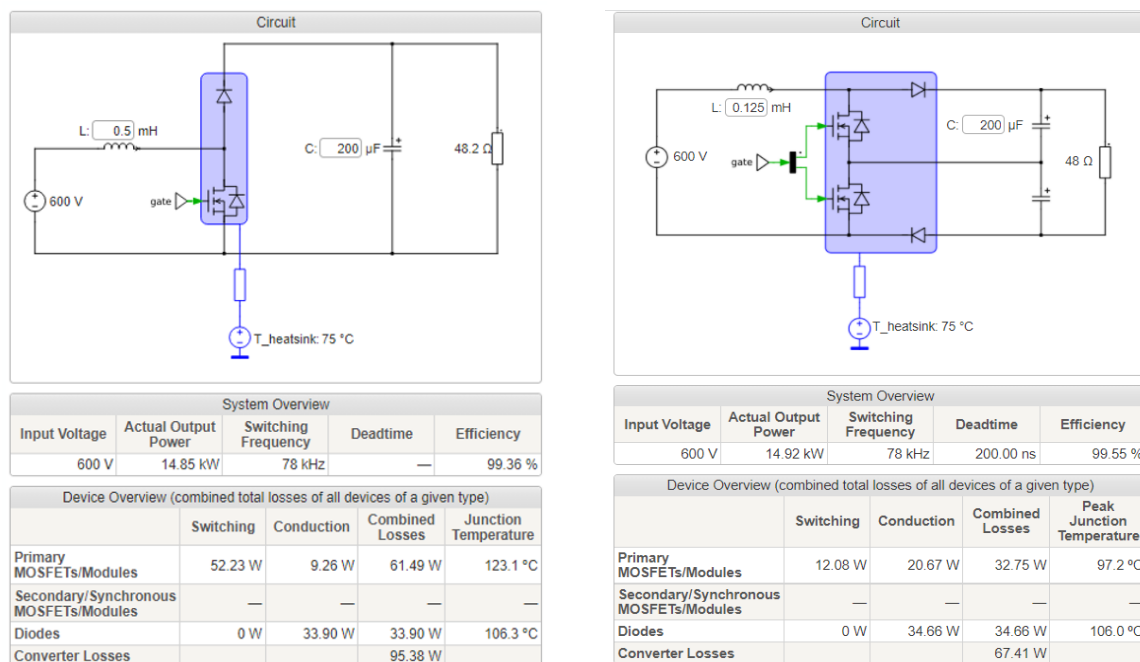 Circuit
L: 0.5 mH
C: 200 µF
48.2 Ω
600 V
gate
T_heatsink: 75 °C
System Overview
Input Voltage Actual Output Power Switching Frequency Deadtime Efficiency
600 V 14.85 kW 78 kHz — 99.36 %
Device Overview (combined total losses of all devices of a given type)
Switching Conduction Combined Losses Junction Temperature
Primary MOSFETs/Modules 52.23 W 9.26 W 61.49 W 123.1 °C
Secondary/Synchronous MOSFETs/Modules — — — —
Diodes 0 W 33.90 W 33.90 W 106.3 °C
Converter Losses 95.38 W
Circuit
L: 0.125 mH
C: 200 µF
600 V
gate
48 Ω
T_heatsink: 75 °C
System Overview
Input Voltage Actual Output Power Switching Frequency Deadtime Efficiency
600 V 14.92 kW 78 kHz 200.00 ns 99.55 %
Device Overview (combined total losses of all devices of a given type)
Switching Conduction Combined Losses Peak Junction Temperature
Primary MOSFETs/Modules 12.08 W 20.67 W 32.75 W 97.2 °C
Secondary/Synchronous MOSFETs/Modules — — — —
Diodes 0 W 34.66 W 34.66 W 106.0 °C
Converter Losses 67.41 W